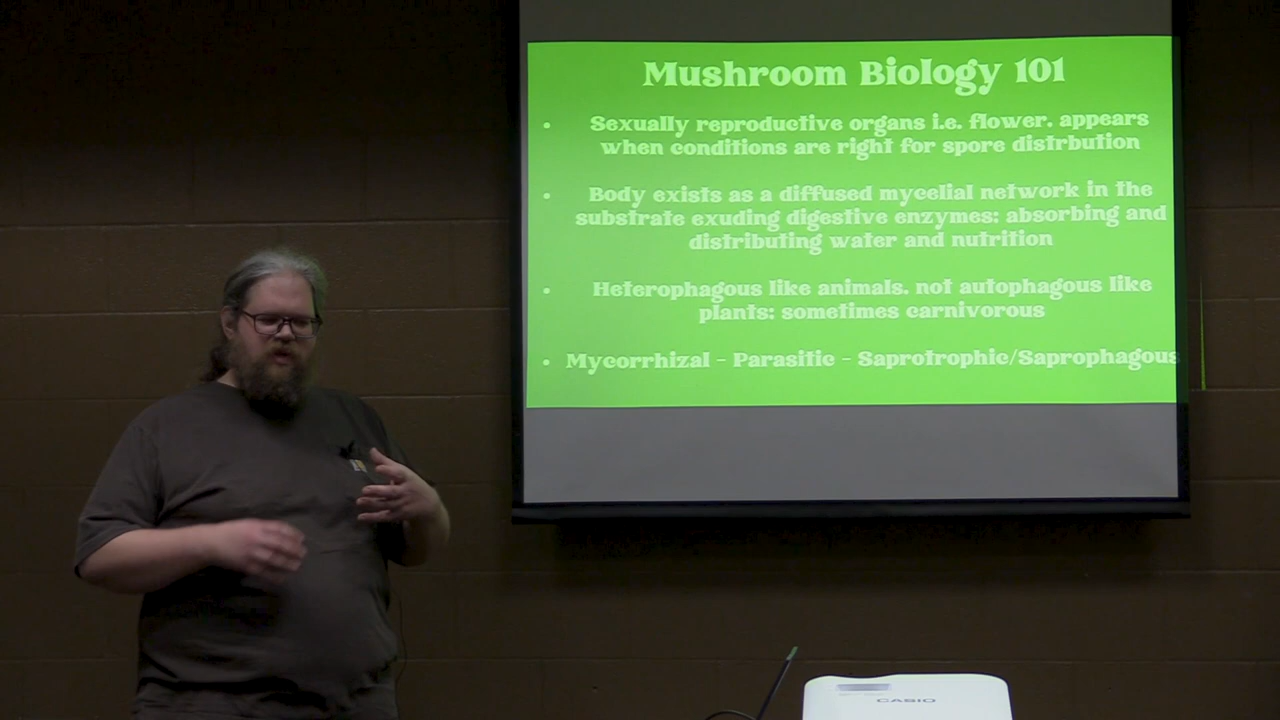 Mushroom Biology 101
• Sexually reproductive organs i.e. flower. appears
when conditions are right for spore distrbution
• Body exists as a diffused mycelial network in the
substrate exuding digestive enzymes; absorbing and
distributing water and nutrition
• Heterophagous like animals. not autophagous like
plants; sometimes carnivorous
• Mycorrhizal - Parasitic - Saprotrophic/Saprophagous
CASIO